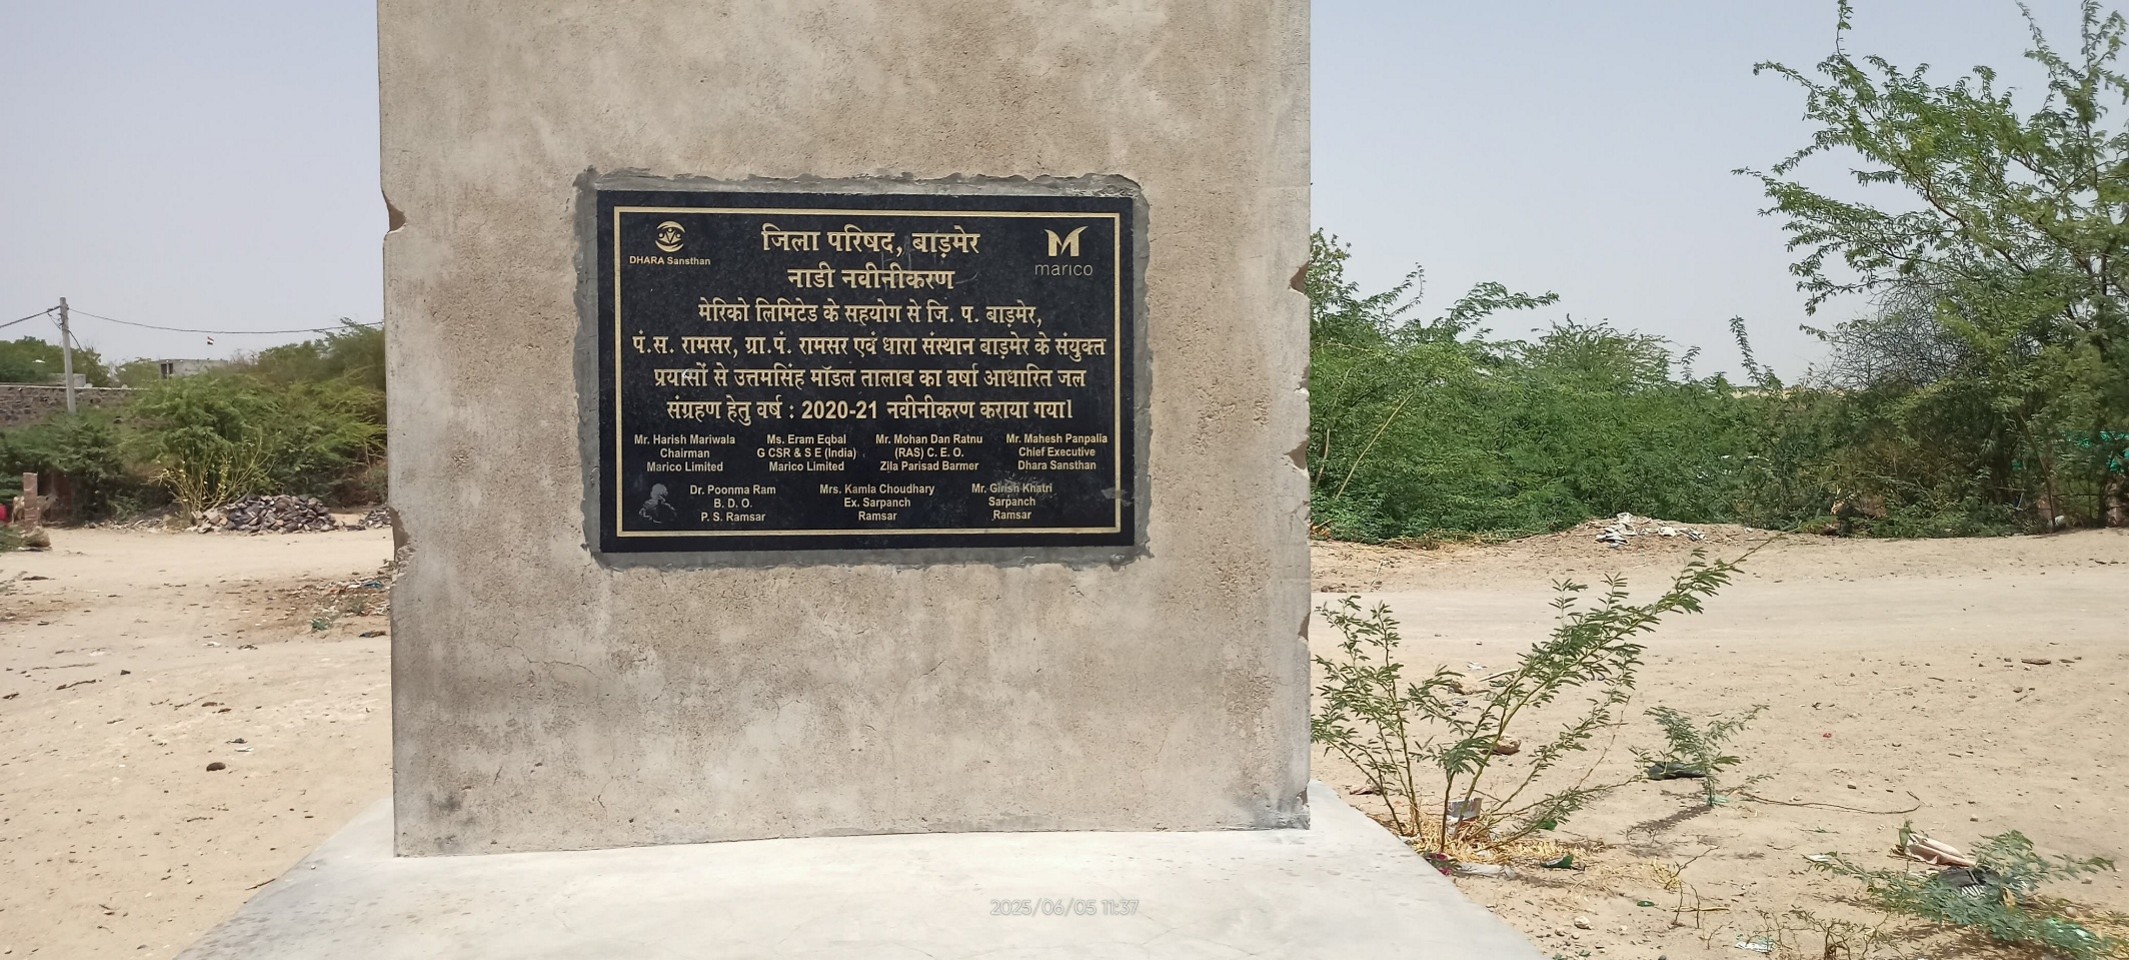 DHARA Sansthan
marico
जिला परिषद, बाड़मेर
नाडी नवीनीकरण
मेरिको लिमिटेड के सहयोग से जि. प. बाड़मेर,
पं.स. रामसर, ग्रा.पं. रामसर एवं धारा संस्थान बाड़मेर के संयुक्त
प्रयासों से उत्तमसिंह मॉडल तालाब का वर्षा आधारित जल
संग्रहण हेतु वर्ष : 2020-21 नवीनीकरण कराया गया।
Mr. Harish Mariwala
Chairman
Marico Limited
Ms. Eram Eqbal
G CSR & S E (India)
Marico Limited
Mr. Mohan Dan Ratnu
(RAS) C. E. O.
Zila Parisad Barmer
Mr. Mahesh Panpalia
Chief Executive
Dhara Sansthan
Dr. Poonma Ram
B. D. O.
P. S. Ramsar
Mrs. Kamla Choudhary
Ex. Sarpanch
Ramsar
Mr. Girish Khatri
Sarpanch
Ramsar
2025/06/05 11:37